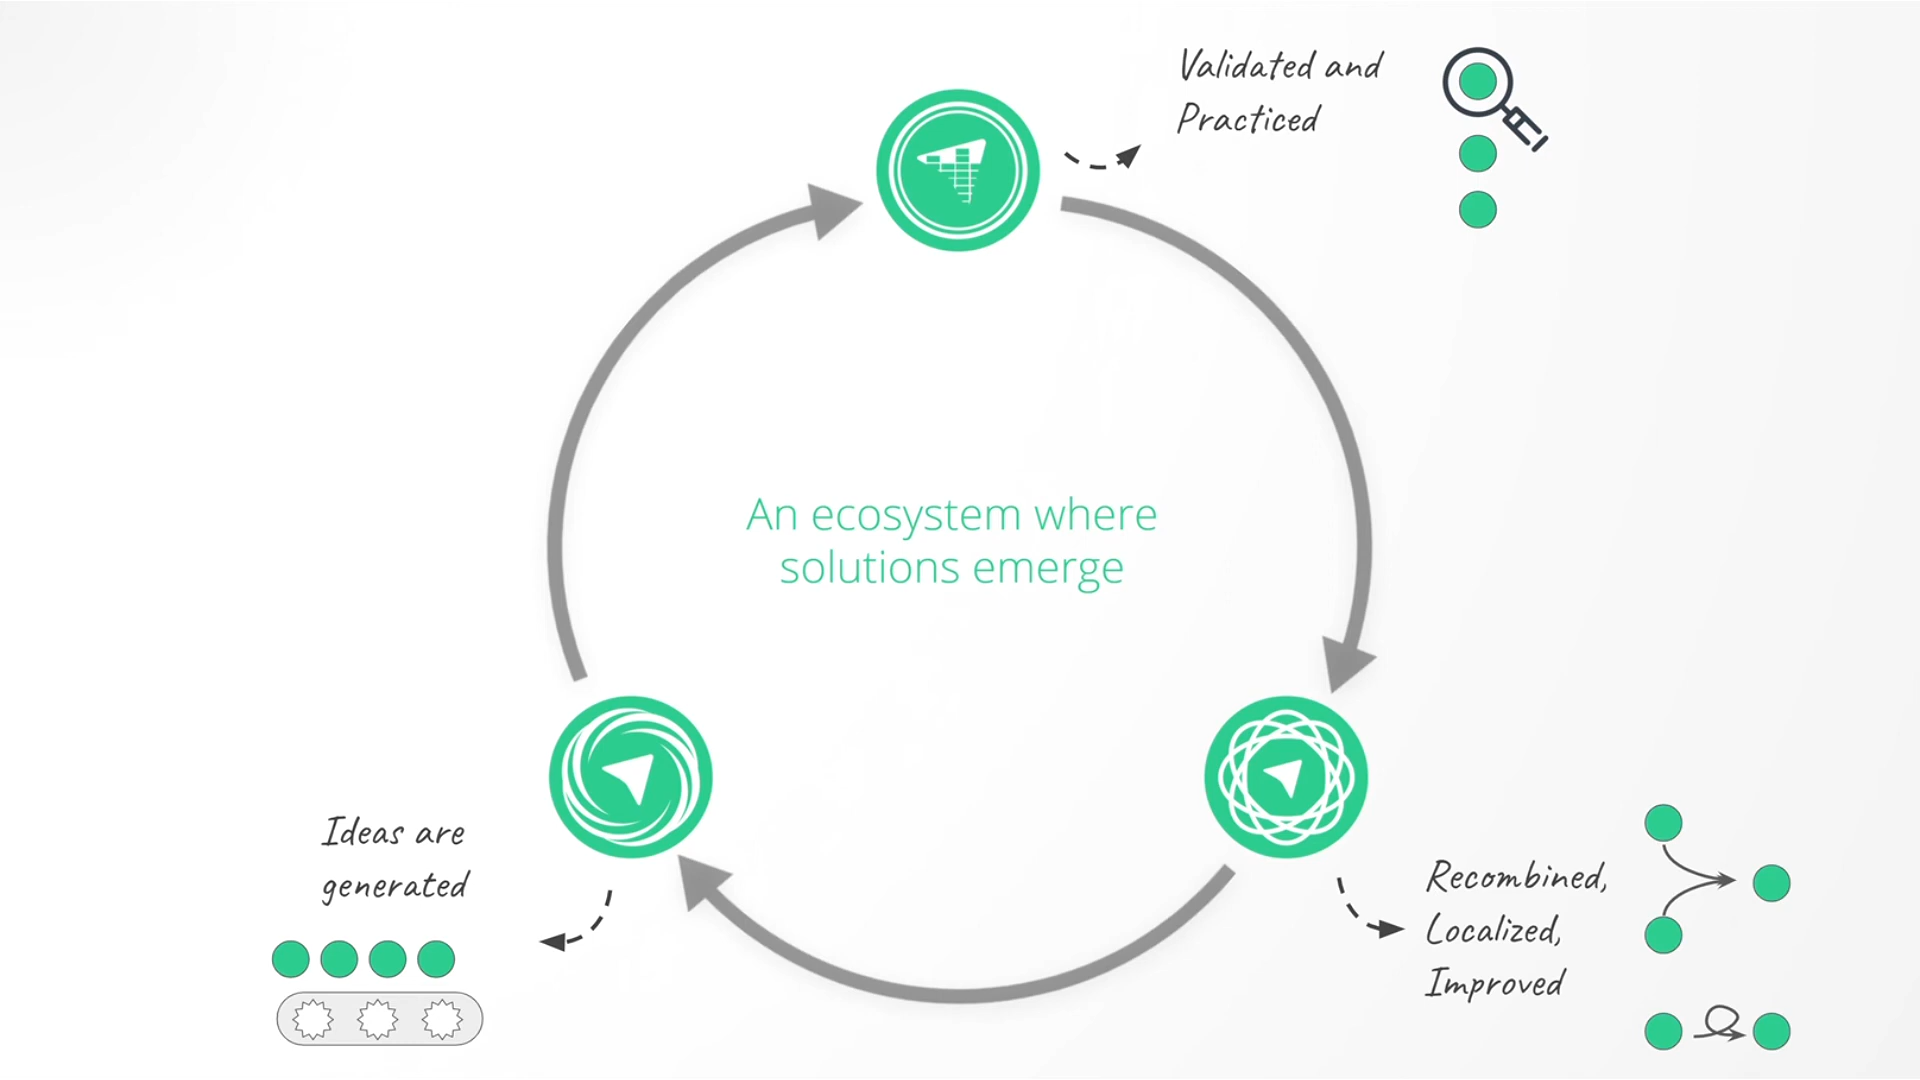 Validated and
Practiced
An ecosystem where
solutions emerge
Ideas are
generated
Recombined,
Localized,
Improved